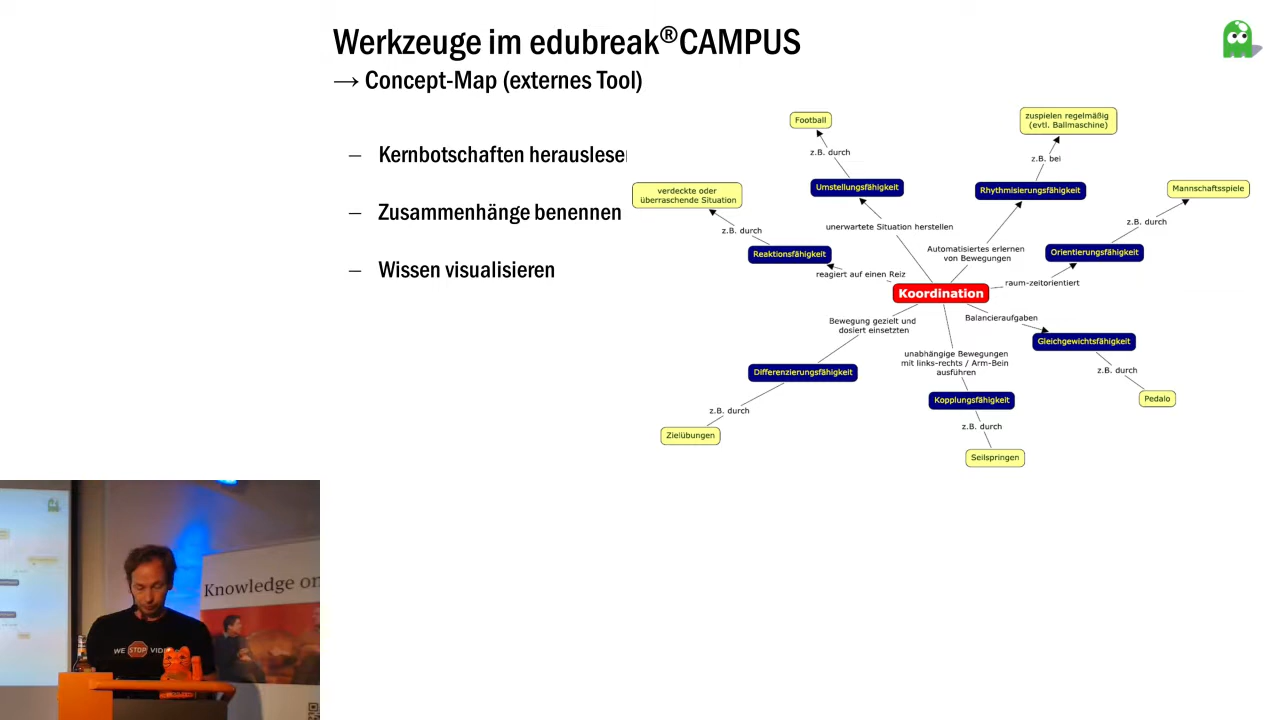 Werkzeuge im edubreak®CAMPUS
→ Concept-Map (externes Tool)
– Kernbotschaften herauslesen
– Zusammenhänge benennen
– Wissen visualisieren
Football
zuspielen regelmäßig
(evtl. Ballmaschine)
z.B. durch
z.B. bei
Umstellungsfähigkeit
Rhythmisierungsfähigkeit
Mannschaftsspiele
verdeckte oder
überraschende Situation
z.B. durch
unerwartete Situation herstellen
z.B. durch
Automatisiertes erlernen
von Bewegungen
Reaktionsfähigkeit
Orientierungsfähigkeit
reagiert auf einen Reiz
raum-zeitorientiert
Koordination
Bewegung gezielt und
dosiert einsetzten
Balancieraufgaben
Gleichgewichtsfähigkeit
unabhängige Bewegungen
mit links-rechts / Arm-Bein
ausführen
Differenzierungsfähigkeit
z.B. durch
Kopplungsfähigkeit
Pedalo
z.B. durch
z.B. durch
Zielübungen
Seilspringen
Knowledge on
WE STOP VID